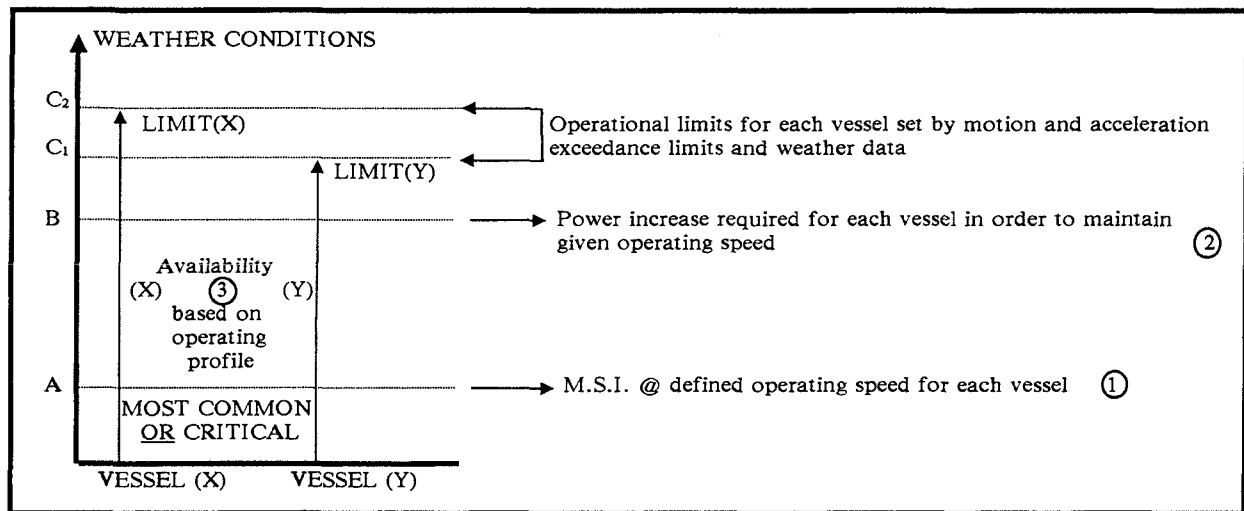 WEATHER CONDITIONS
C₂
LIMIT(X)
Operational limits for each vessel set by motion and acceleration
exceedance limits and weather data
C₁
LIMIT(Y)
B
Power increase required for each vessel in order to maintain
given operating speed
②
Availability
(X) ③ (Y)
based on
operating
profile
A
M.S.I. @ defined operating speed for each vessel ①
MOST COMMON
OR CRITICAL
VESSEL (X) VESSEL (Y)